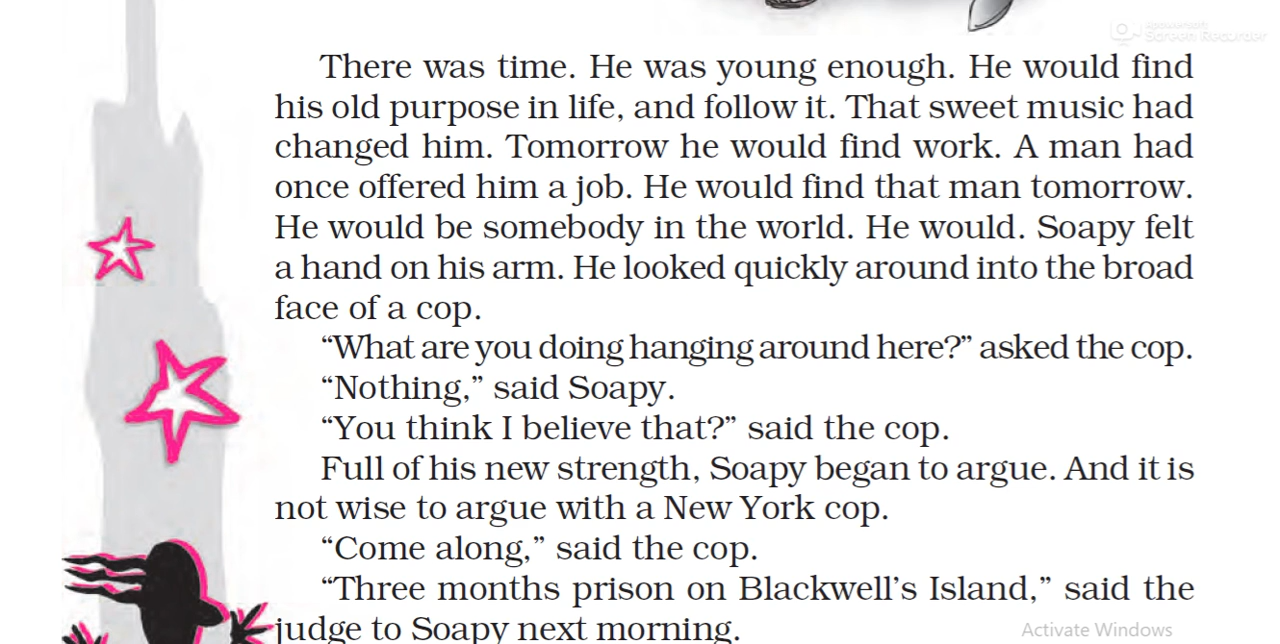 Apowersoft
Screen Recorder
There was time. He was young enough. He would find
his old purpose in life, and follow it. That sweet music had
changed him. Tomorrow he would find work. A man had
once offered him a job. He would find that man tomorrow.
He would be somebody in the world. He would. Soapy felt
a hand on his arm. He looked quickly around into the broad
face of a cop.
“What are you doing hanging around here?” asked the cop.
“Nothing,” said Soapy.
“You think I believe that?” said the cop.
Full of his new strength, Soapy began to argue. And it is
not wise to argue with a New York cop.
“Come along,” said the cop.
“Three months prison on Blackwell’s Island,” said the
judge to Soapy next morning.
Activate Windows